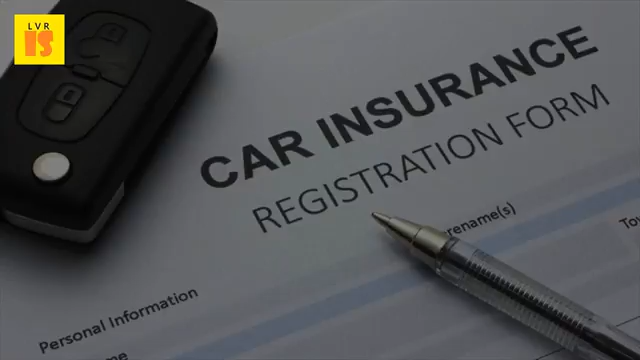 LVR
IS
CAR INSURANCE
REGISTRATION FORM
rename(s)
Personal Information